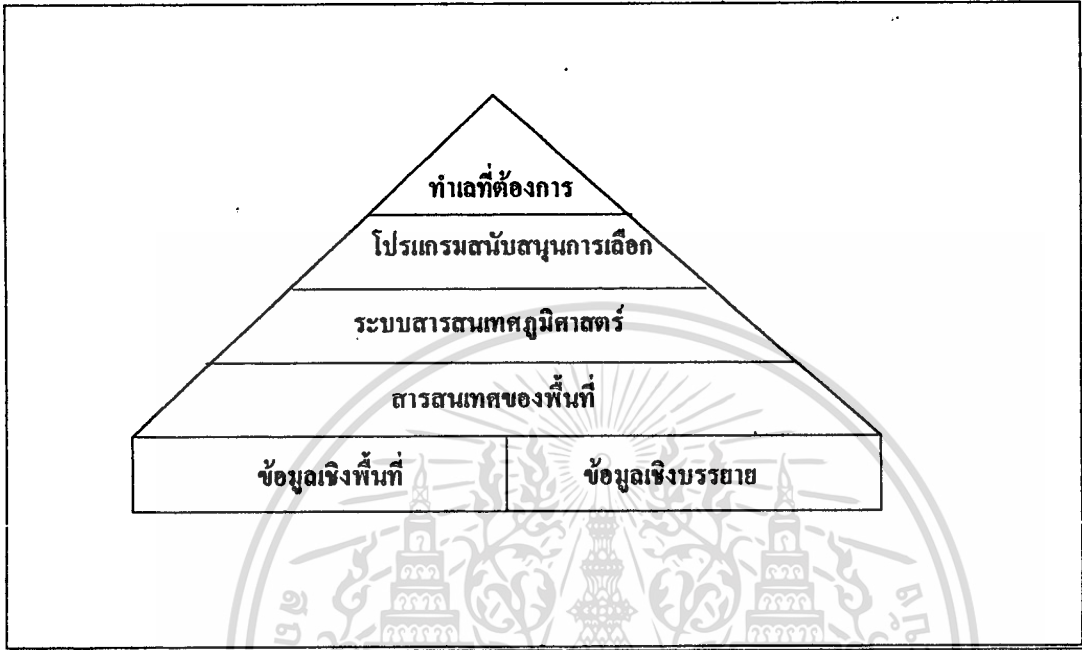 ทำเลที่ต้องการ
โปรแกรมสนับสนุนการเลือก
ระบบสารสนเทศภูมิศาสตร์
สารสนเทศของพื้นที่
ข้อมูลเชิงพื้นที่ ข้อมูลเชิงบรรยาย